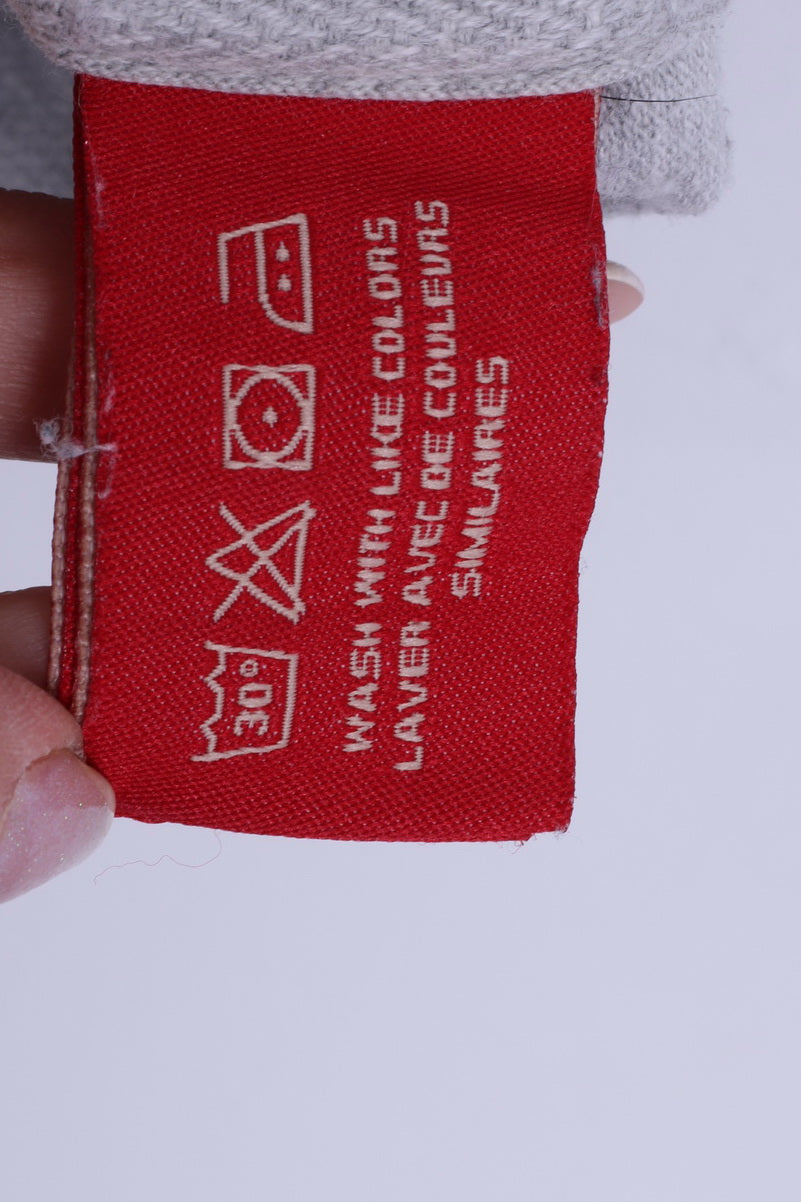 30°
WASH WITH LIKE COLORS
LAVER AVEC DE COULEURS
SIMILAIRES